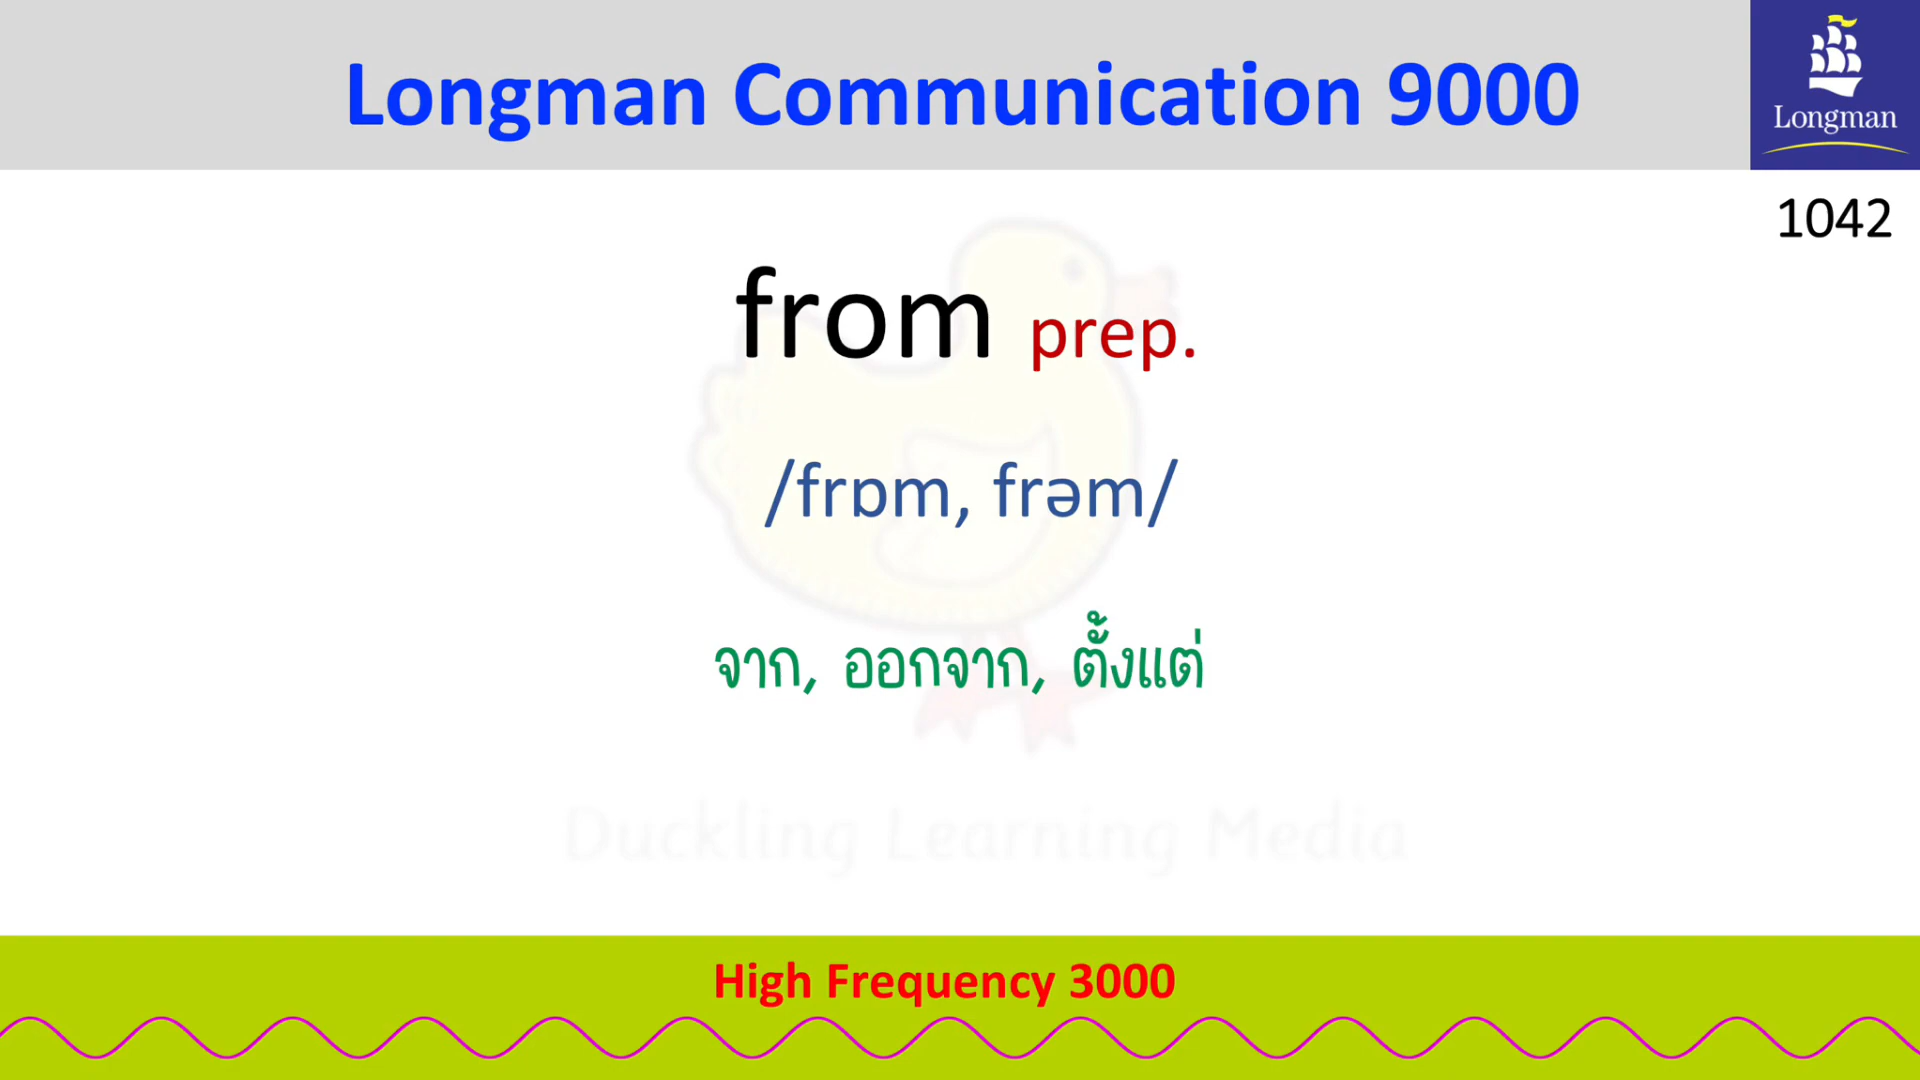 Longman Communication 9000
Longman
1042
from prep.
/frɒm, frəm/
จาก, ออกจาก, ตั้งแต่
Duckling Learning Media
High Frequency 3000